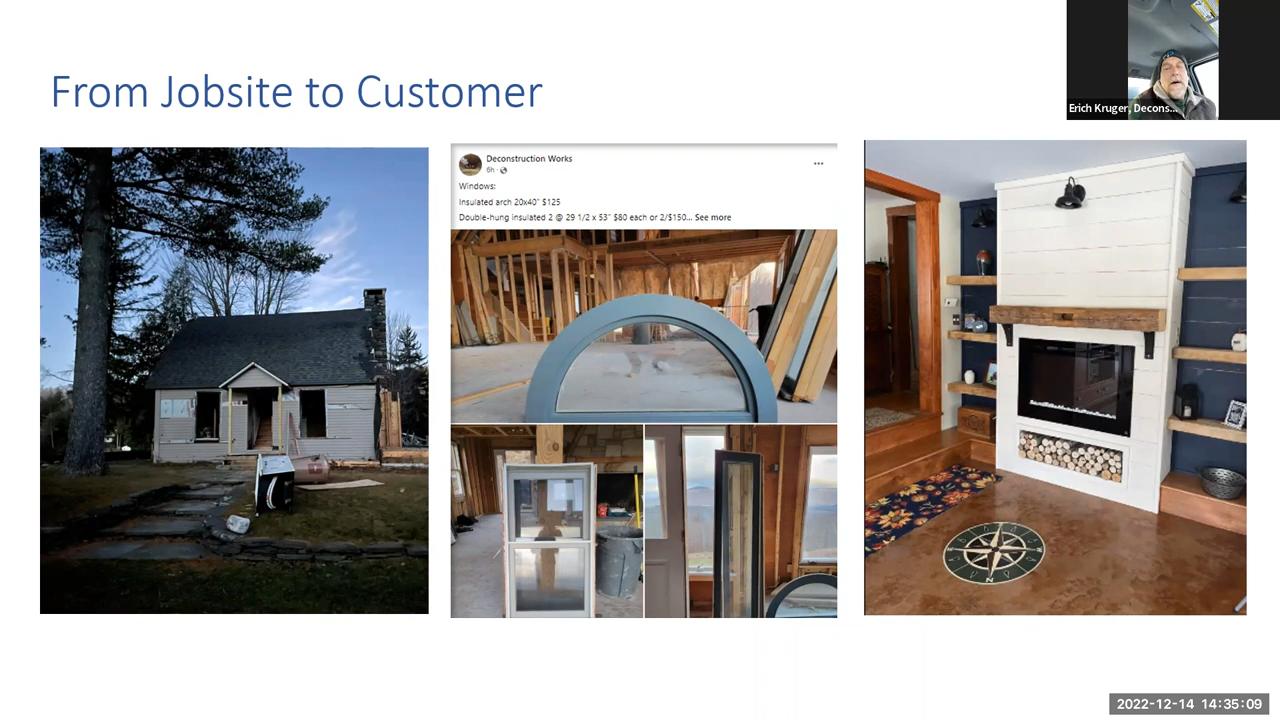 From Jobsite to Customer
Erich Kruger, Decons...
Deconstruction Works
6h ·
Windows:
Insulated arch 20x40" $125
Double-hung insulated 2 @ 29 1/2 x 53" $80 each or 2/$150... See more
N
2022-12-14 14:35:09